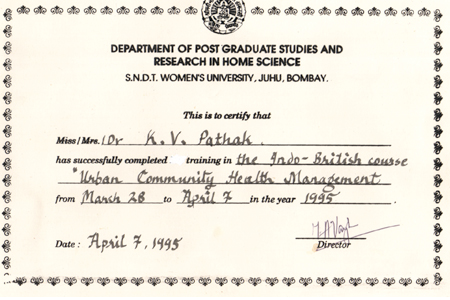 DEPARTMENT OF POST GRADUATE STUDIES AND
RESEARCH IN HOME SCIENCE
S.N.D.T. WOMEN'S UNIVERSITY, JUHU, BOMBAY.
This is to certify that
Miss/Mrs./Dr K. V. Pathak
has successfully completed training in the Indo-British course
"Urban Community Health Management
from March 28 to April 7 in the year 1995.
Date: April 7, 1995
Director